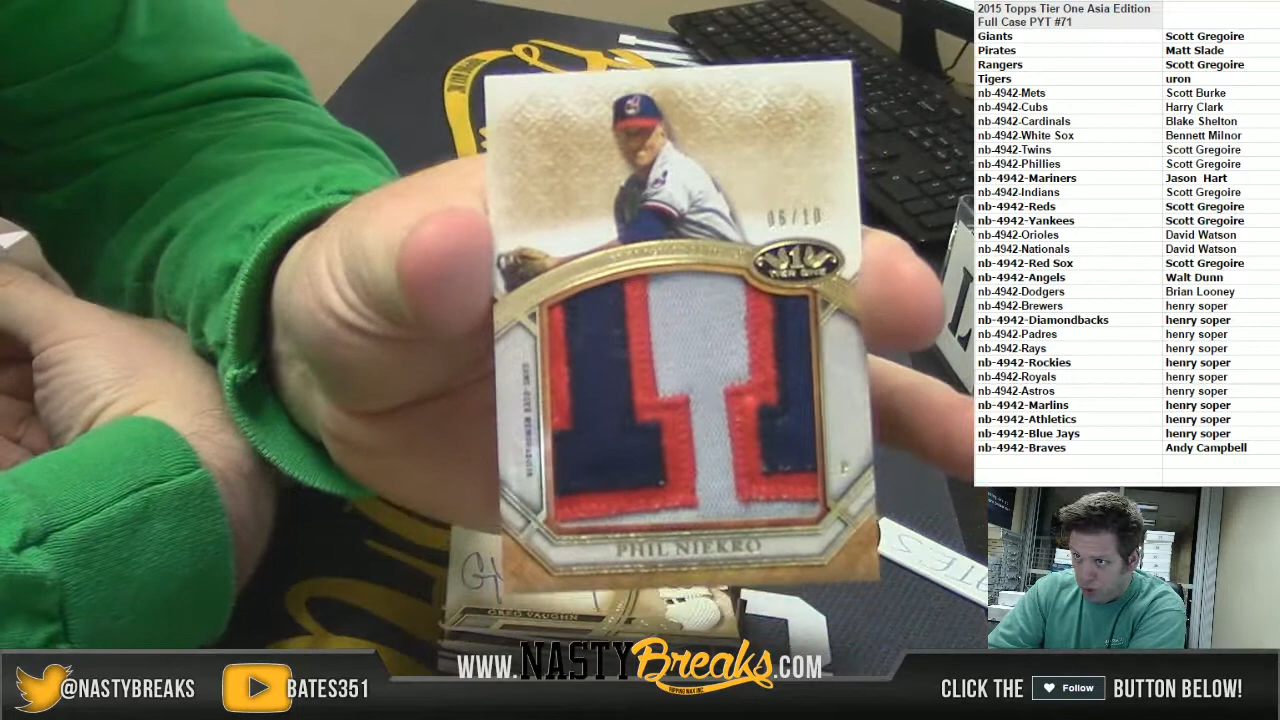 2015 Topps Tier One Asia Edition
Full Case PYT #71
Giants Scott Gregoire
Pirates Matt Slade
Rangers Scott Gregoire
Tigers uron
nb-4942-Mets Scott Burke
nb-4942-Cubs Harry Clark
nb-4942-Cardinals Blake Shelton
nb-4942-White Sox Bennett Milnor
nb-4942-Twins Scott Gregoire
nb-4942-Phillies Scott Gregoire
nb-4942-Mariners Jason Hart
nb-4942-Indians Scott Gregoire
nb-4942-Reds Scott Gregoire
nb-4942-Yankees Scott Gregoire
nb-4942-Orioles David Watson
nb-4942-Nationals David Watson
nb-4942-Red Sox Scott Gregoire
nb-4942-Angels Walt Dunn
nb-4942-Dodgers Brian Looney
nb-4942-Brewers henry soper
nb-4942-Diamondbacks henry soper
nb-4942-Padres henry soper
nb-4942-Rays henry soper
nb-4942-Rockies henry soper
nb-4942-Royals henry soper
nb-4942-Astros henry soper
nb-4942-Marlins henry soper
nb-4942-Athletics henry soper
nb-4942-Blue Jays henry soper
nb-4942-Braves Andy Campbell
06/10
1
TIER ONE
PHIL NIEKRO
GREG VAUGHN
@NASTYBREAKS
BATES351
WWW.NASTYBreaks.COM
CLICK THE Follow BUTTON BELOW!